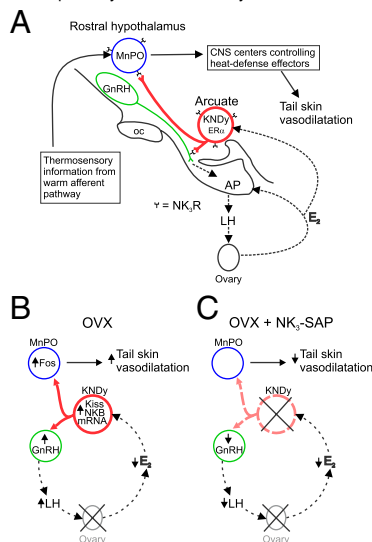 A
Rostral hypothalamus
MnPO
CNS centers controlling
heat-defense effectors
GnRH
Arcuate
KNDy
ERα
Tail skin
vasodilatation
oc
Thermosensory
information from
warm afferent
pathway
AP
= NK3R
LH
E2
Ovary
B
OVX
MnPO
↑Fos
↑Tail skin
vasodilatation
KNDy
↑Kiss
NKB
mRNA
↑
GnRH
↓E2
↑LH
Ovary
C
OVX + NK3-SAP
MnPO
↓Tail skin
vasodilatation
KNDy
↓
GnRH
↓E2
↓LH
Ovary